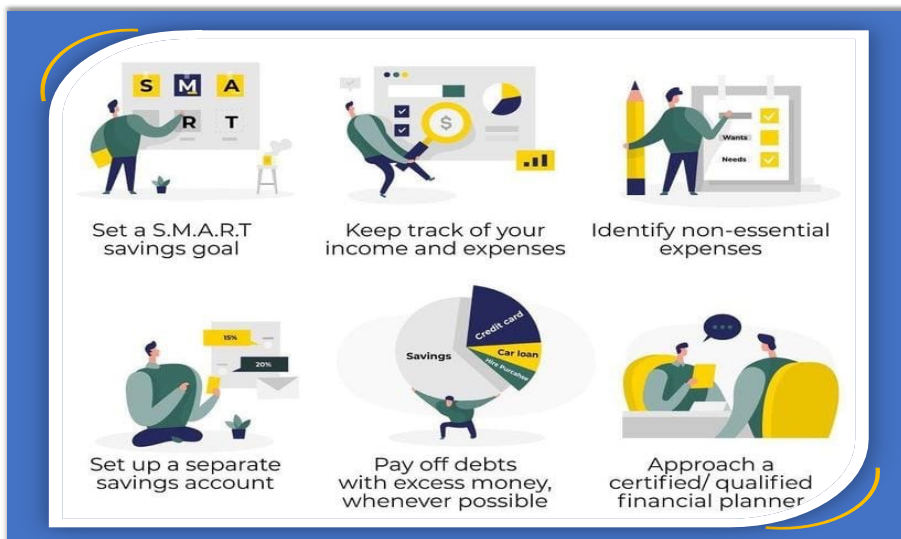 S M A
R T
$
Wants
Needs
Set a S.M.A.R.T
savings goal
Keep track of your
income and expenses
Identify non-essential
expenses
15%
20%
Savings
Credit card
Car loan
Hire Purcahse
Set up a separate
savings account
Pay off debts
with excess money,
whenever possible
Approach a
certified/ qualified
financial planner